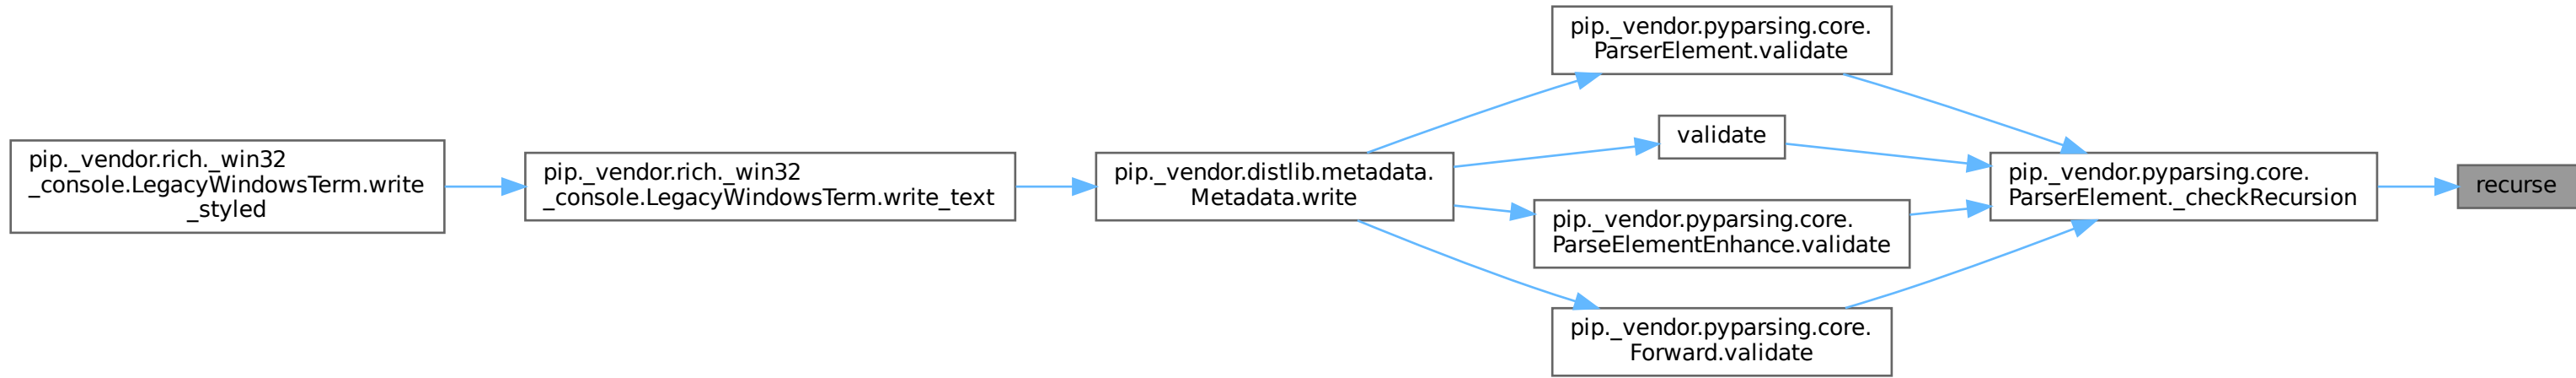 pip._vendor.rich._win32
_console.LegacyWindowsTerm.write
_styled
pip._vendor.rich._win32
_console.LegacyWindowsTerm.write_text
pip._vendor.distlib.metadata.
Metadata.write
pip._vendor.pyparsing.core.
ParserElement.validate
validate
pip._vendor.pyparsing.core.
ParseElementEnhance.validate
pip._vendor.pyparsing.core.
Forward.validate
pip._vendor.pyparsing.core.
ParserElement._checkRecursion
recurse